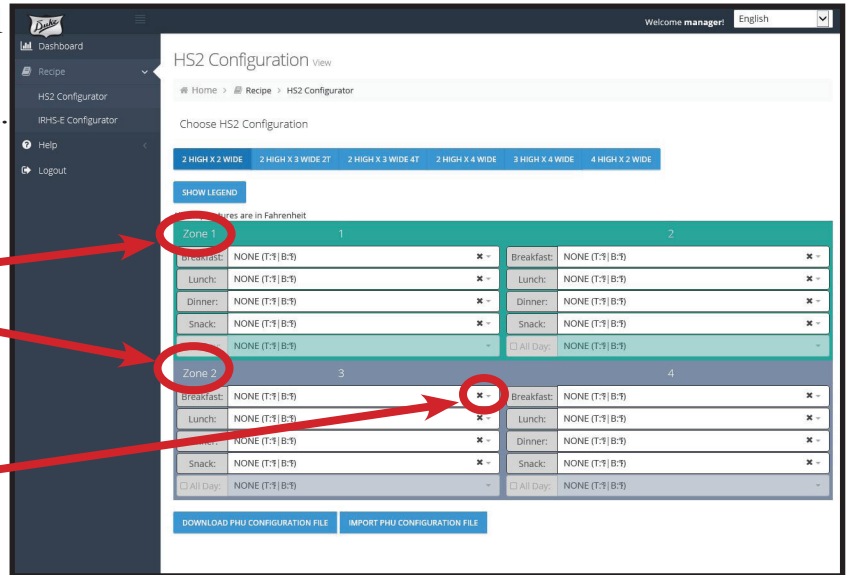 Duke
Welcome manager! English
Dashboard
Recipe
HS2 Configurator
IRHS-E Configurator
Help
Logout
HS2 Configuration View
Home > Recipe > HS2 Configurator
Choose HS2 Configuration
2 HIGH X 2 WIDE 2 HIGH X 3 WIDE 2T 2 HIGH X 3 WIDE 4T 2 HIGH X 4 WIDE 3 HIGH X 4 WIDE 4 HIGH X 2 WIDE
SHOW LEGEND
are in Fahrenheit
Zone 1 1 2
Breakfast: NONE (T:°F| B:°F) Breakfast: NONE (T:°F| B:°F)
Lunch: NONE (T:°F| B:°F) Lunch: NONE (T:°F| B:°F)
Dinner: NONE (T:°F| B:°F) Dinner: NONE (T:°F| B:°F)
Snack: NONE (T:°F| B:°F) Snack: NONE (T:°F| B:°F)
NONE (T:°F| B:°F) All Day: NONE (T:°F| B:°F)
Zone 2 3 4
Breakfast: NONE (T:°F| B:°F) Breakfast: NONE (T:°F| B:°F)
Lunch: NONE (T:°F| B:°F) Lunch: NONE (T:°F| B:°F)
NONE (T:°F| B:°F) Dinner: NONE (T:°F| B:°F)
Snack: NONE (T:°F| B:°F) Snack: NONE (T:°F| B:°F)
All Day: NONE (T:°F| B:°F) All Day: NONE (T:°F| B:°F)
DOWNLOAD PHU CONFIGURATION FILE IMPORT PHU CONFIGURATION FILE